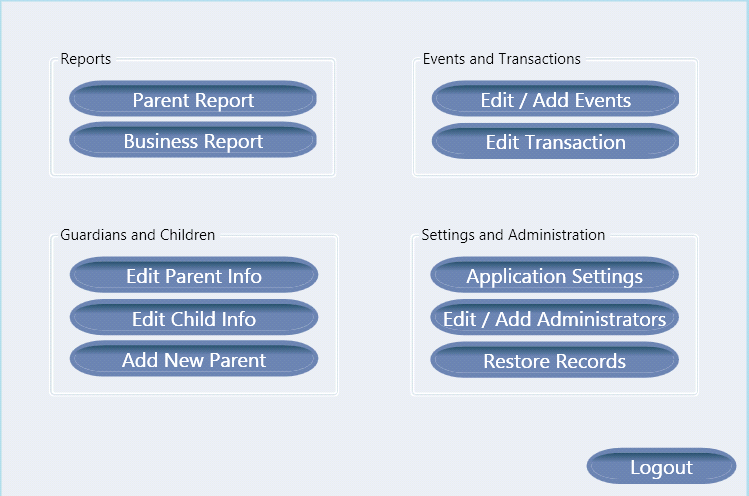 Reports
Parent Report
Business Report
Events and Transactions
Edit / Add Events
Edit Transaction
Guardians and Children
Edit Parent Info
Edit Child Info
Add New Parent
Settings and Administration
Application Settings
Edit / Add Administrators
Restore Records
Logout